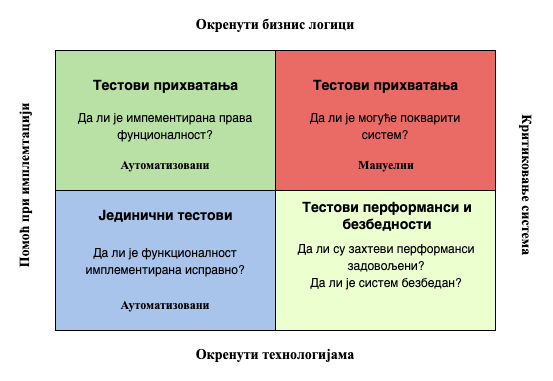 Окренути бизнис логици
Помоћ при имплемтацији
Тестови прихватања
Да ли је импементирана права
фунционалност?
Аутоматизовани
Тестови прихватања
Да ли је могуће покварити
систем?
Мануелни
Критиковање система
Јединични тестови
Да ли је функционалност
имплементирана исправно?
Аутоматизовани
Тестови перформанси и
безбедности
Да ли су захтеви перформанси
задовољени?
Да ли је систем безбедан?
Окренути технологијама